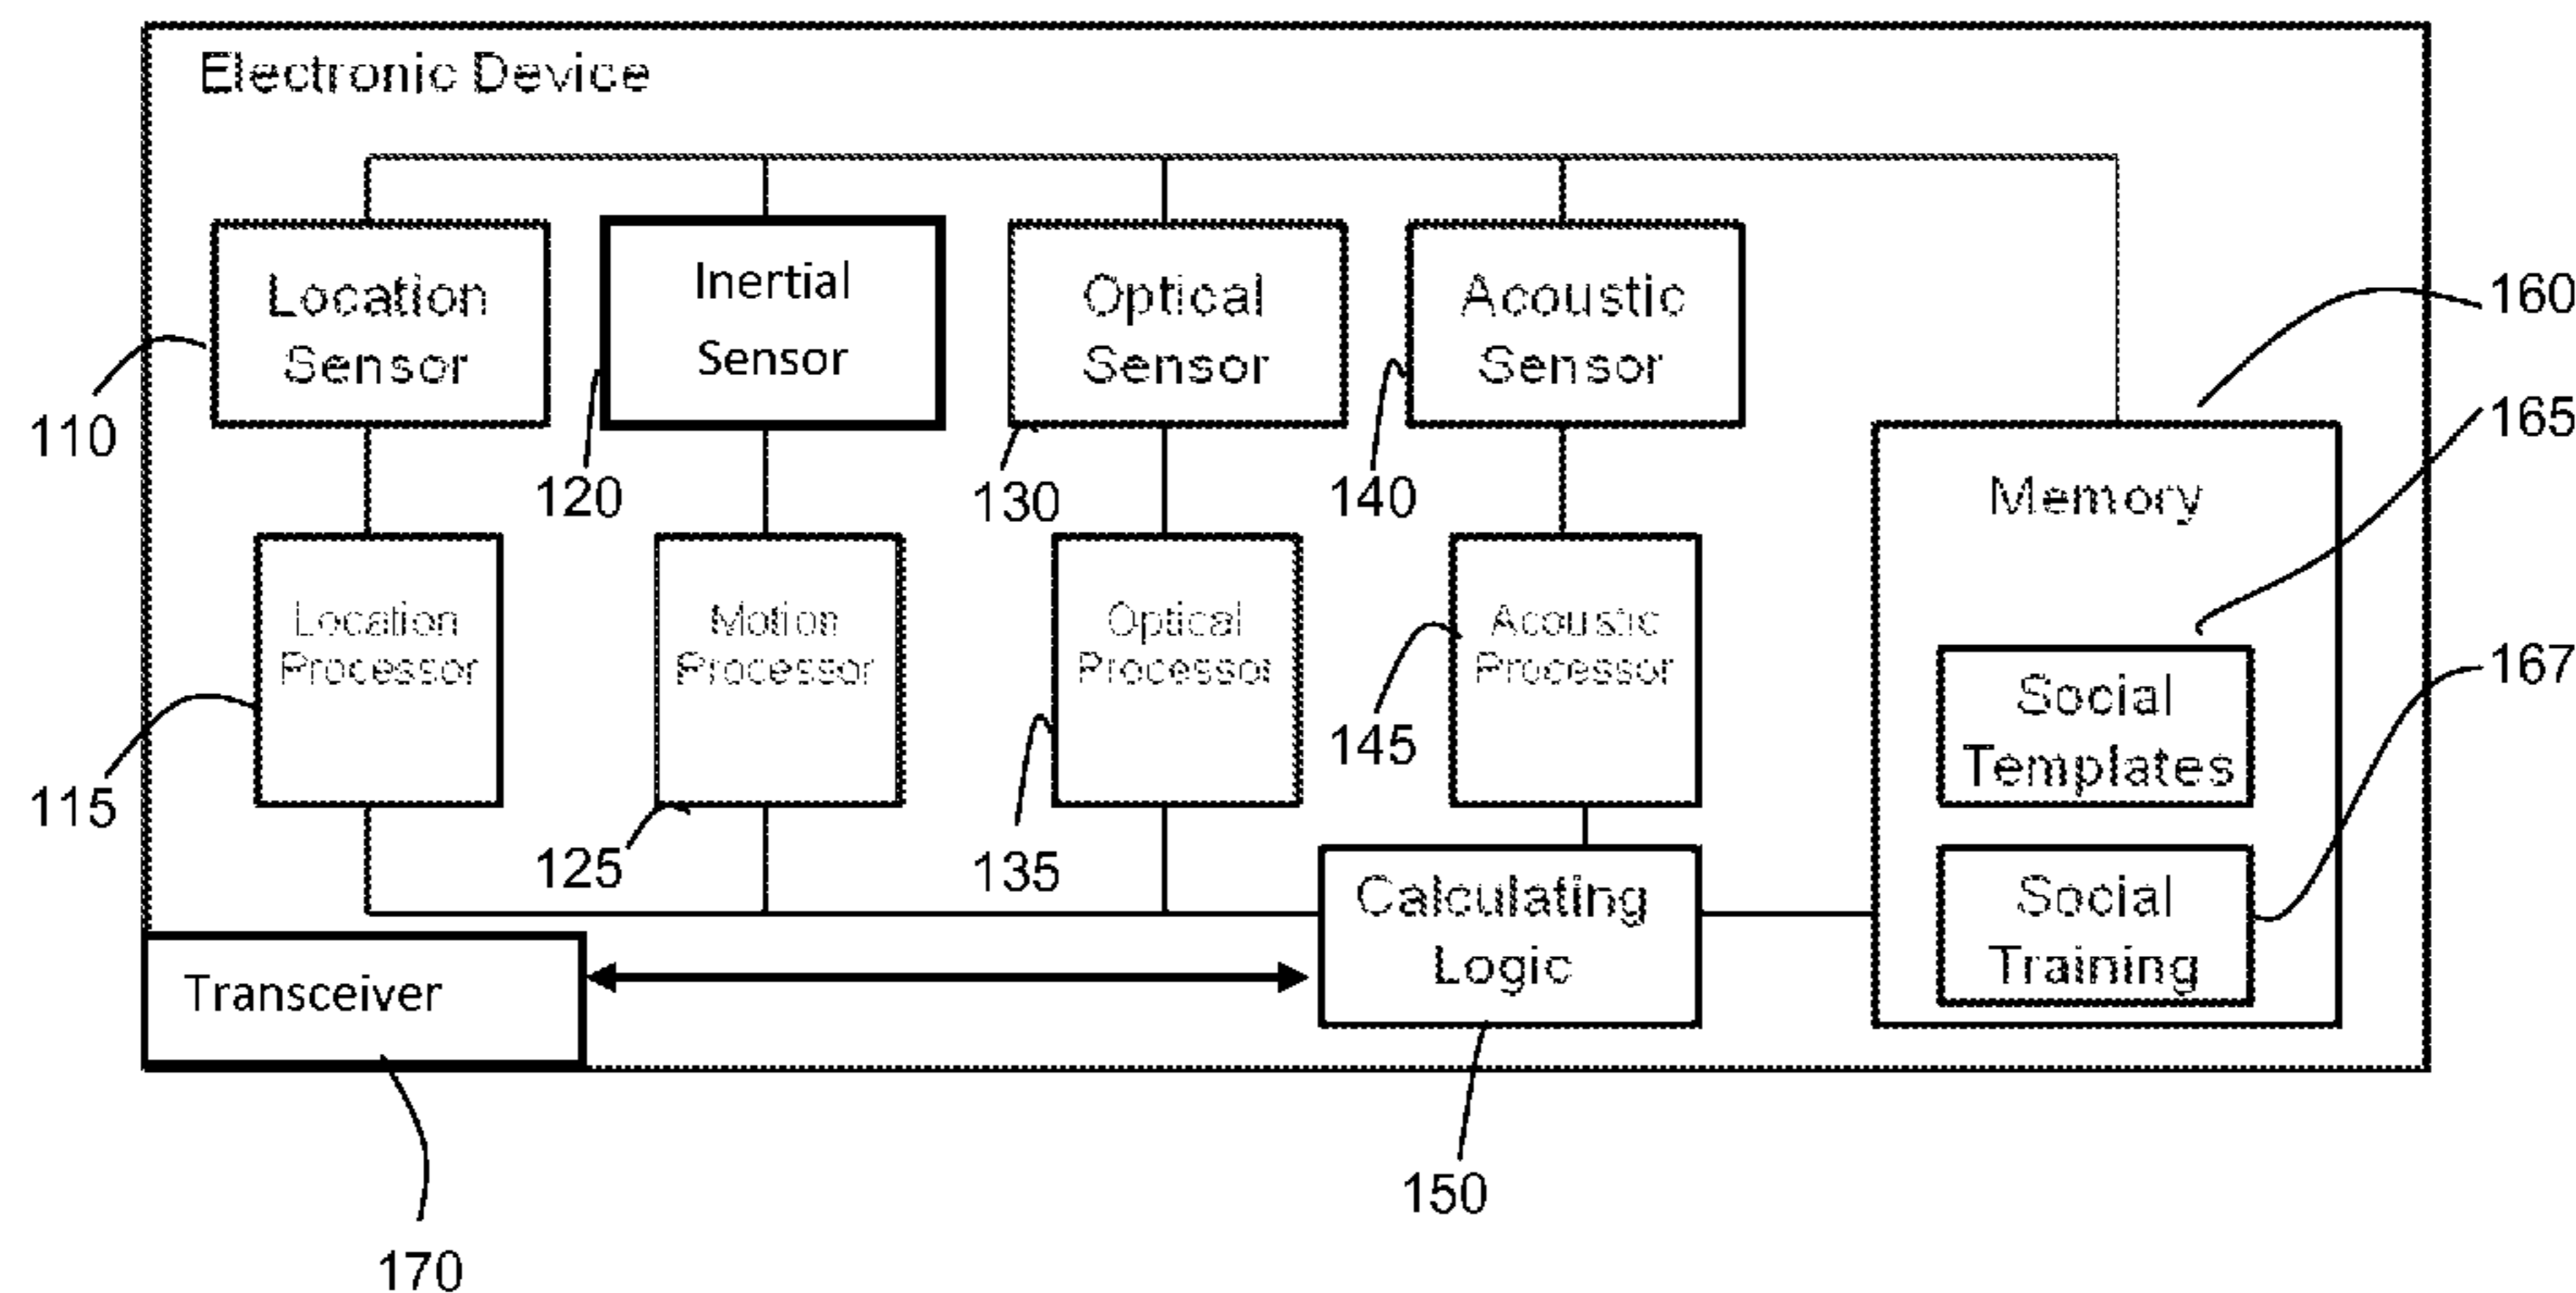 Electronic Device
Location
Sensor
Inertial
Sensor
Optical
Sensor
Acoustic
Sensor
160
110
120
130
140
165
Memory
Location
Processor
Motion
Processor
Optical
Processor
Acoustic
Processor
167
Social
Templates
115
125
135
145
Calculating
Logic
Social
Training
Transceiver
150
170